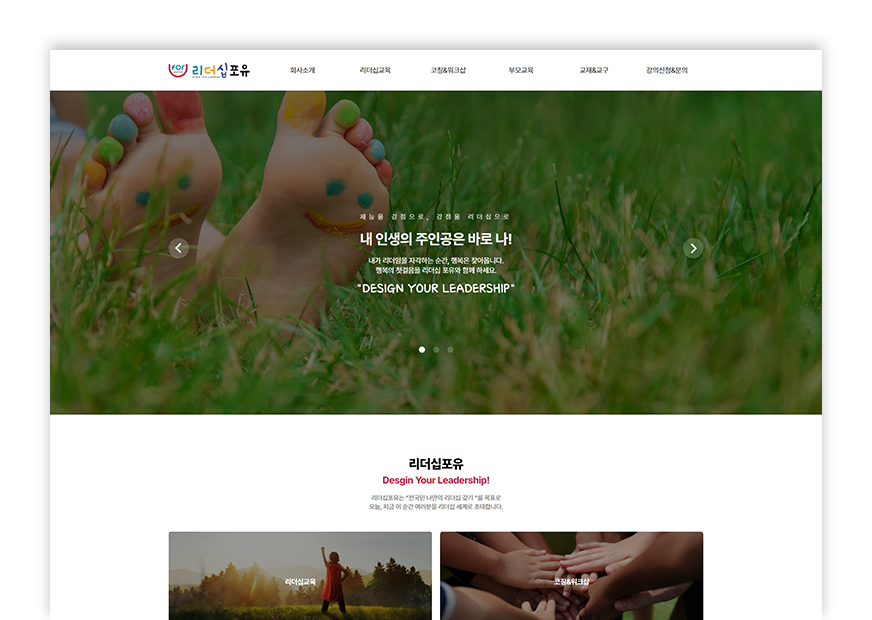 for
리더십포유
회사소개
리더십교육
코칭&워크샵
부모교육
교재&교구
강의신청&문의
재능을 강점으로, 강점을 리더십으로
내 인생의 주인공은 바로 나!
내가 리더임을 자각하는 순간, 행복은 찾아옵니다.
행복의 첫걸음을 리더십 포유와 함께 하세요.
"DESIGN YOUR LEADERSHIP"
리더십포유
Desgin Your Leadership!
리더십포유는 "전국민 나만의 리더십 갖기 "를 목표로
오늘, 지금 이 순간 여러분을 리더십 세계로 초대합니다.
리더십교육
코칭&워크샵